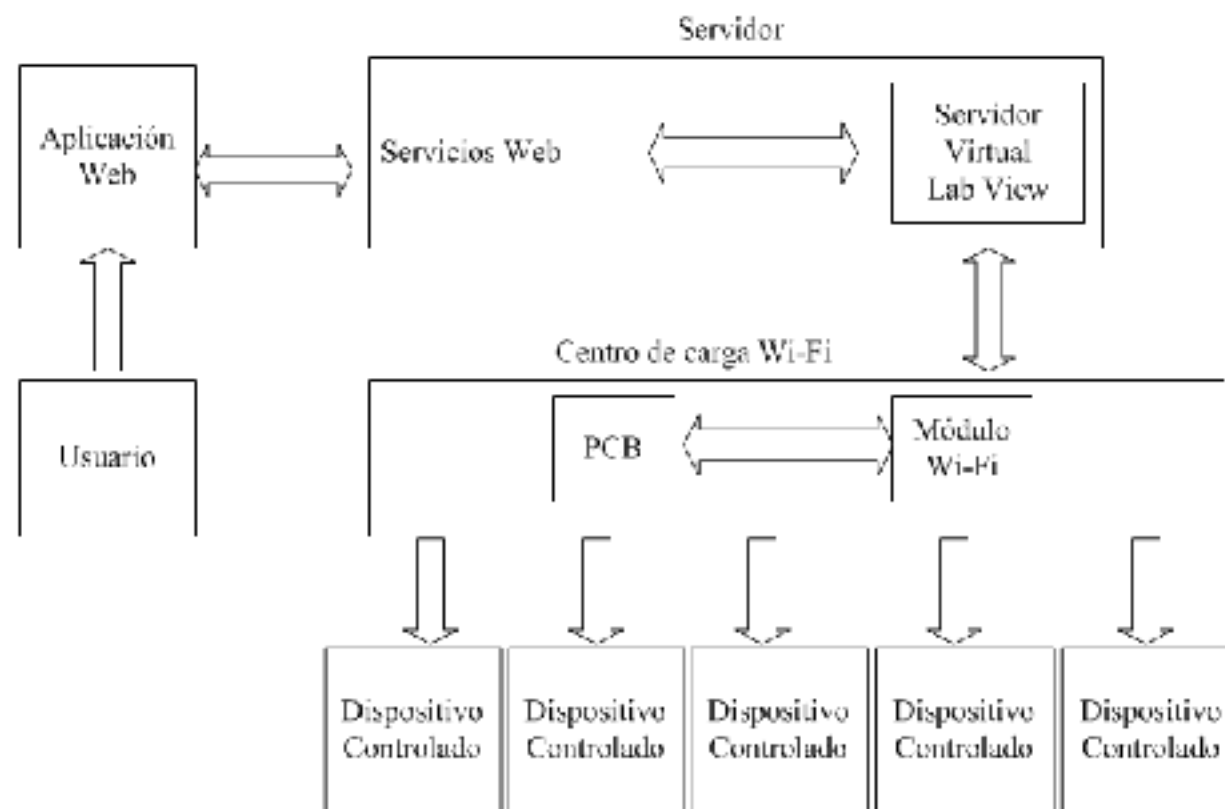 Servidor
Aplicación
Web
Servicios Web
Servidor
Virtual
Lab View
Centro de carga Wi-Fi
Usuario
PCB
Módulo
Wi-Fi
Dispositivo
Controlado
Dispositivo
Controlado
Dispositivo
Controlado
Dispositivo
Controlado
Dispositivo
Controlado